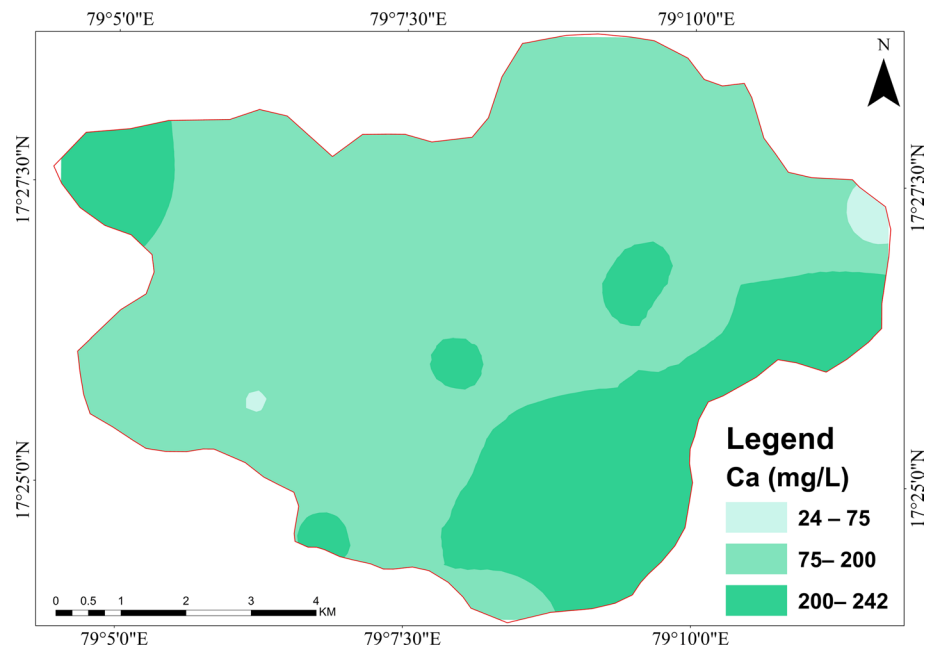 79°5'0"E 79°7'30"E 79°10'0"E
N
17°27'30"N
17°27'30"N
17°25'0"N
17°25'0"N
Legend
Ca (mg/L)
24 – 75
75– 200
200– 242
0 0.5 1 2 3 4
KM
79°5'0"E 79°7'30"E 79°10'0"E